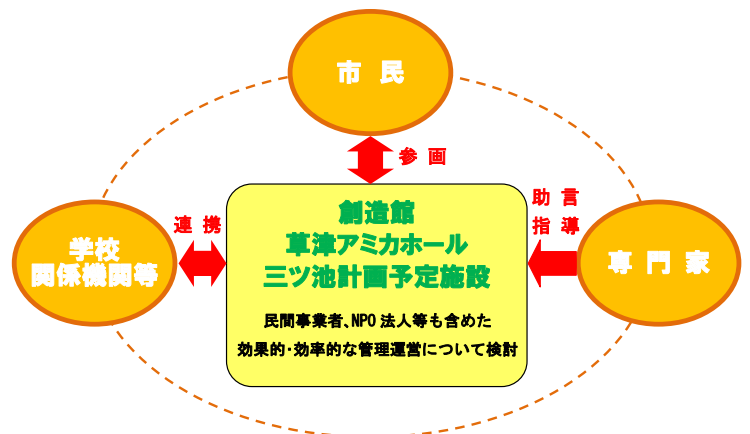 市 民
参 画
連 携
助 言
指 導
学校
関係機関等
創造館
草津アミカホール
三ツ池計画予定施設
民間事業者、NPO 法人等も含めた
効果的・効率的な管理運営について検討
専 門 家